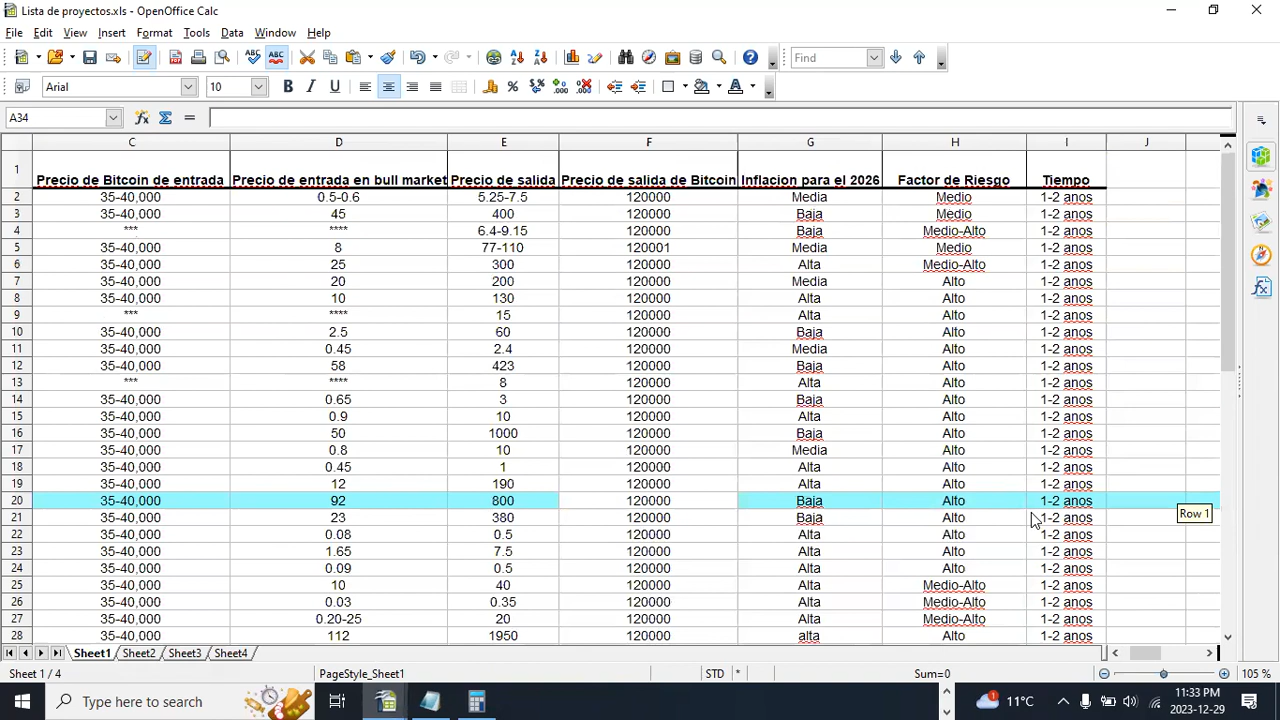 Lista de proyectos.xls - OpenOffice Calc
File Edit View Insert Format Tools Data Window Help
Find
Arial 10
A34
C D E F G H I J
1 Precio de Bitcoin de entrada Precio de entrada en bull market Precio de salida Precio de salida de Bitcoin Inflacion para el 2026 Factor de Riesgo Tiempo
2 35-40,000 0.5-0.6 5.25-7.5 120000 Media Medio 1-2 anos
3 35-40,000 45 400 120000 Baja Medio 1-2 anos
4 *** **** 6.4-9.15 120000 Baja Medio-Alto 1-2 anos
5 35-40,000 8 77-110 120001 Media Medio 1-2 anos
6 35-40,000 25 300 120000 Alta Medio-Alto 1-2 anos
7 35-40,000 20 200 120000 Media Alto 1-2 anos
8 35-40,000 10 130 120000 Alta Alto 1-2 anos
9 *** **** 15 120000 Alta Alto 1-2 anos
10 35-40,000 2.5 60 120000 Baja Alto 1-2 anos
11 35-40,000 0.45 2.4 120000 Media Alto 1-2 anos
12 35-40,000 58 423 120000 Baja Alto 1-2 anos
13 *** **** 8 120000 Alta Alto 1-2 anos
14 35-40,000 0.65 3 120000 Baja Alto 1-2 anos
15 35-40,000 0.9 10 120000 Alta Alto 1-2 anos
16 35-40,000 50 1000 120000 Baja Alto 1-2 anos
17 35-40,000 0.8 10 120000 Media Alto 1-2 anos
18 35-40,000 0.45 1 120000 Alta Alto 1-2 anos
19 35-40,000 12 190 120000 Alta Alto 1-2 anos
20 35-40,000 92 800 120000 Baja Alto 1-2 anos
Row 1
21 35-40,000 23 380 120000 Baja Alto 1-2 anos
22 35-40,000 0.08 0.5 120000 Alta Alto 1-2 anos
23 35-40,000 1.65 7.5 120000 Alta Alto 1-2 anos
24 35-40,000 0.09 0.5 120000 Alta Alto 1-2 anos
25 35-40,000 10 40 120000 Alta Medio-Alto 1-2 anos
26 35-40,000 0.03 0.35 120000 Alta Medio-Alto 1-2 anos
27 35-40,000 0.20-25 20 120000 Alta Medio-Alto 1-2 anos
28 35-40,000 112 1950 120000 alta Alto 1-2 anos
Sheet1 Sheet2 Sheet3 Sheet4
Sheet 1 / 4 PageStyle_Sheet1 STD * Sum=0 105 %
Type here to search 1 11°C 11:33 PM
2023-12-29